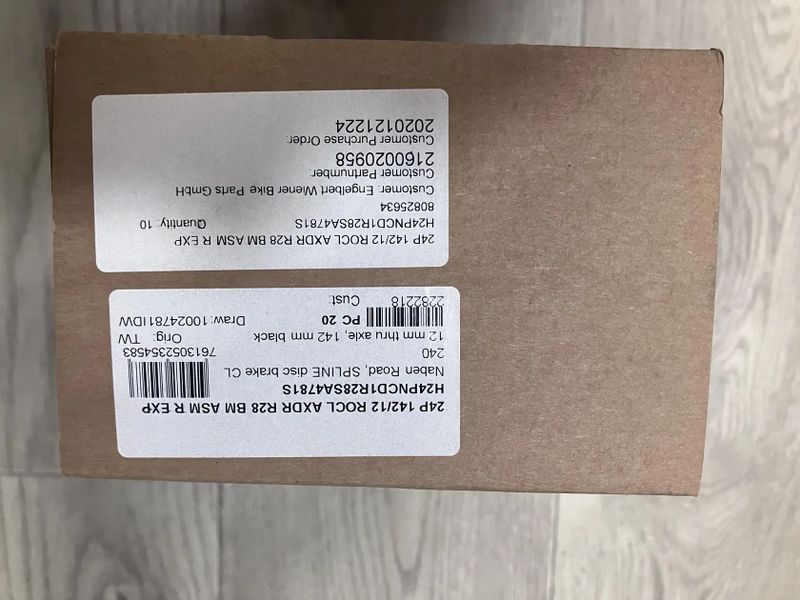 24P 142/12 ROCL AXDR R28 BM ASM R EXP
H24PNCD1R28SA4781S
Naben Road, SPLINE disc brake CL
240 7613052354583
12 mm thru axle, 142 mm black Orig: TW
PC 20 Draw: 10024781IDW
2282218 Cust:
24P 142/12 ROCL AXDR R28 BM ASM R EXP
H24PNCD1R28SA4781S Quantity: 10
80825634
Customer: Engelbert Wiener Bike Parts GmbH
Customer Partnumber:
2160020958
Customer Purchase Order:
2020121224